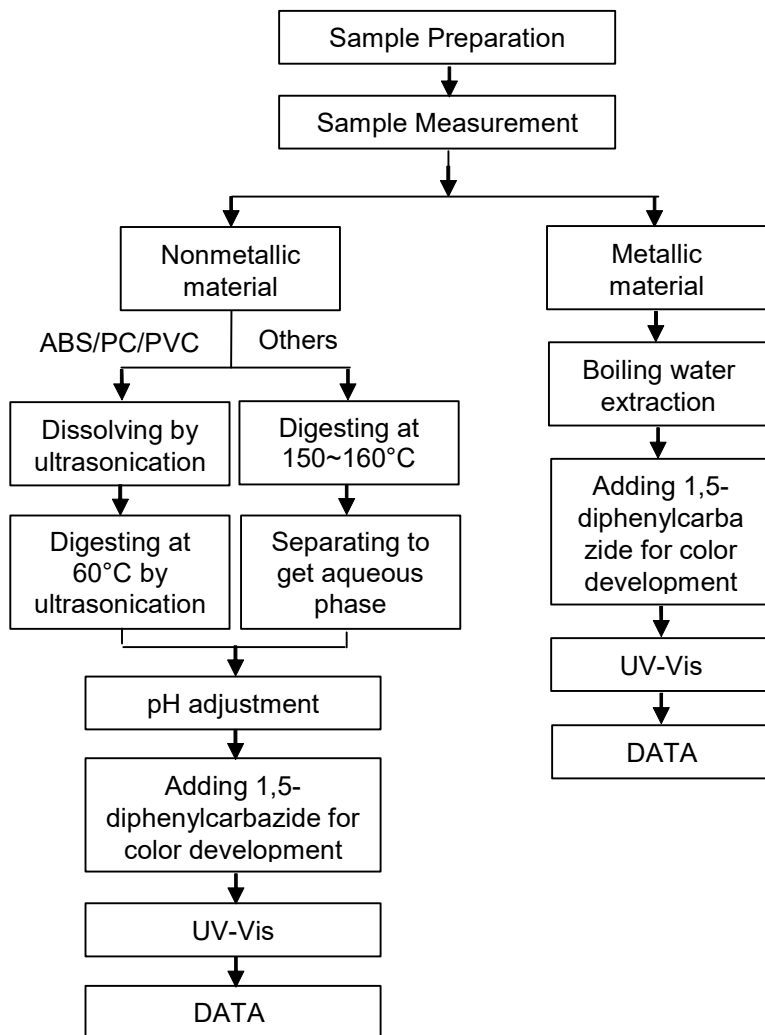 Sample Preparation
Sample Measurement
Nonmetallic
material
ABS/PC/PVC
Others
Dissolving by
ultrasonication
Digesting at
150~160°C
Digesting at
60°C by
ultrasonication
Separating to
get aqueous
phase
pH adjustment
Adding 1,5-
diphenylcarbazide for
color development
UV-Vis
DATA
Metallic
material
Boiling water
extraction
Adding 1,5-
diphenylcarba
zide for color
development
UV-Vis
DATA